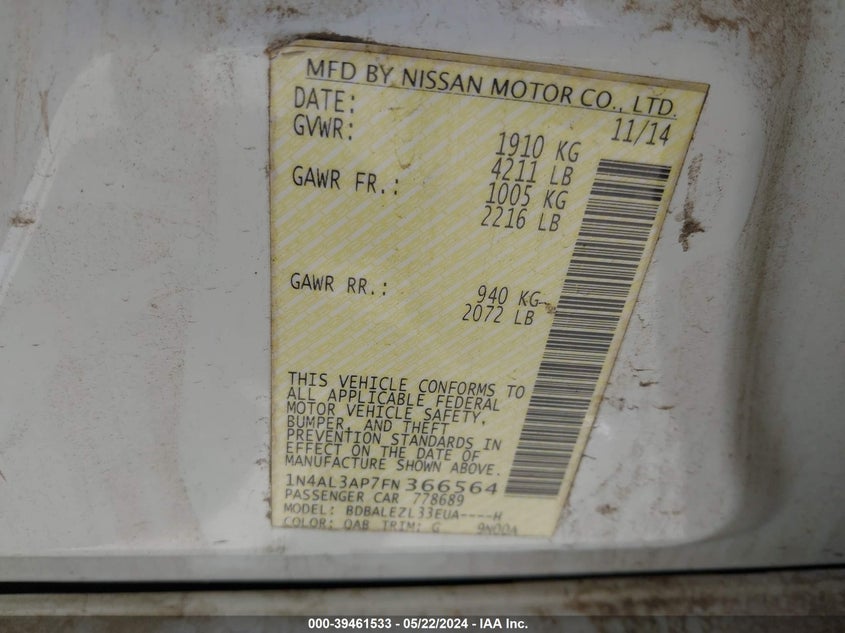 MFD BY NISSAN MOTOR CO., LTD.
DATE: 11/14
GVWR: 1910 KG
4211 LB
GAWR FR.: 1005 KG
2216 LB
GAWR RR.: 940 KG
2072 LB
THIS VEHICLE CONFORMS TO
ALL APPLICABLE FEDERAL
MOTOR VEHICLE SAFETY,
BUMPER, AND THEFT
PREVENTION STANDARDS IN
EFFECT ON THE DATE OF
MANUFACTURE SHOWN ABOVE.
1N4AL3AP7FN366564
PASSENGER CAR 778689
MODEL: BDBALEZL33EUA----H
COLOR: QAB TRIM: G 9N00A
000-39461533 - 05/22/2024 - IAA Inc.